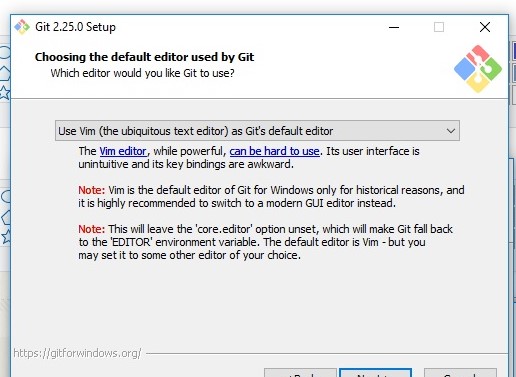 Git 2.25.0 Setup
Choosing the default editor used by Git
Which editor would you like Git to use?
Use Vim (the ubiquitous text editor) as Git's default editor
The Vim editor, while powerful, can be hard to use. Its user interface is
unintuitive and its key bindings are awkward.
Note: Vim is the default editor of Git for Windows only for historical reasons, and
it is highly recommended to switch to a modern GUI editor instead.
Note: This will leave the 'core.editor' option unset, which will make Git fall back
to the 'EDITOR' environment variable. The default editor is Vim - but you
may set it to some other editor of your choice.
https://gitforwindows.org/